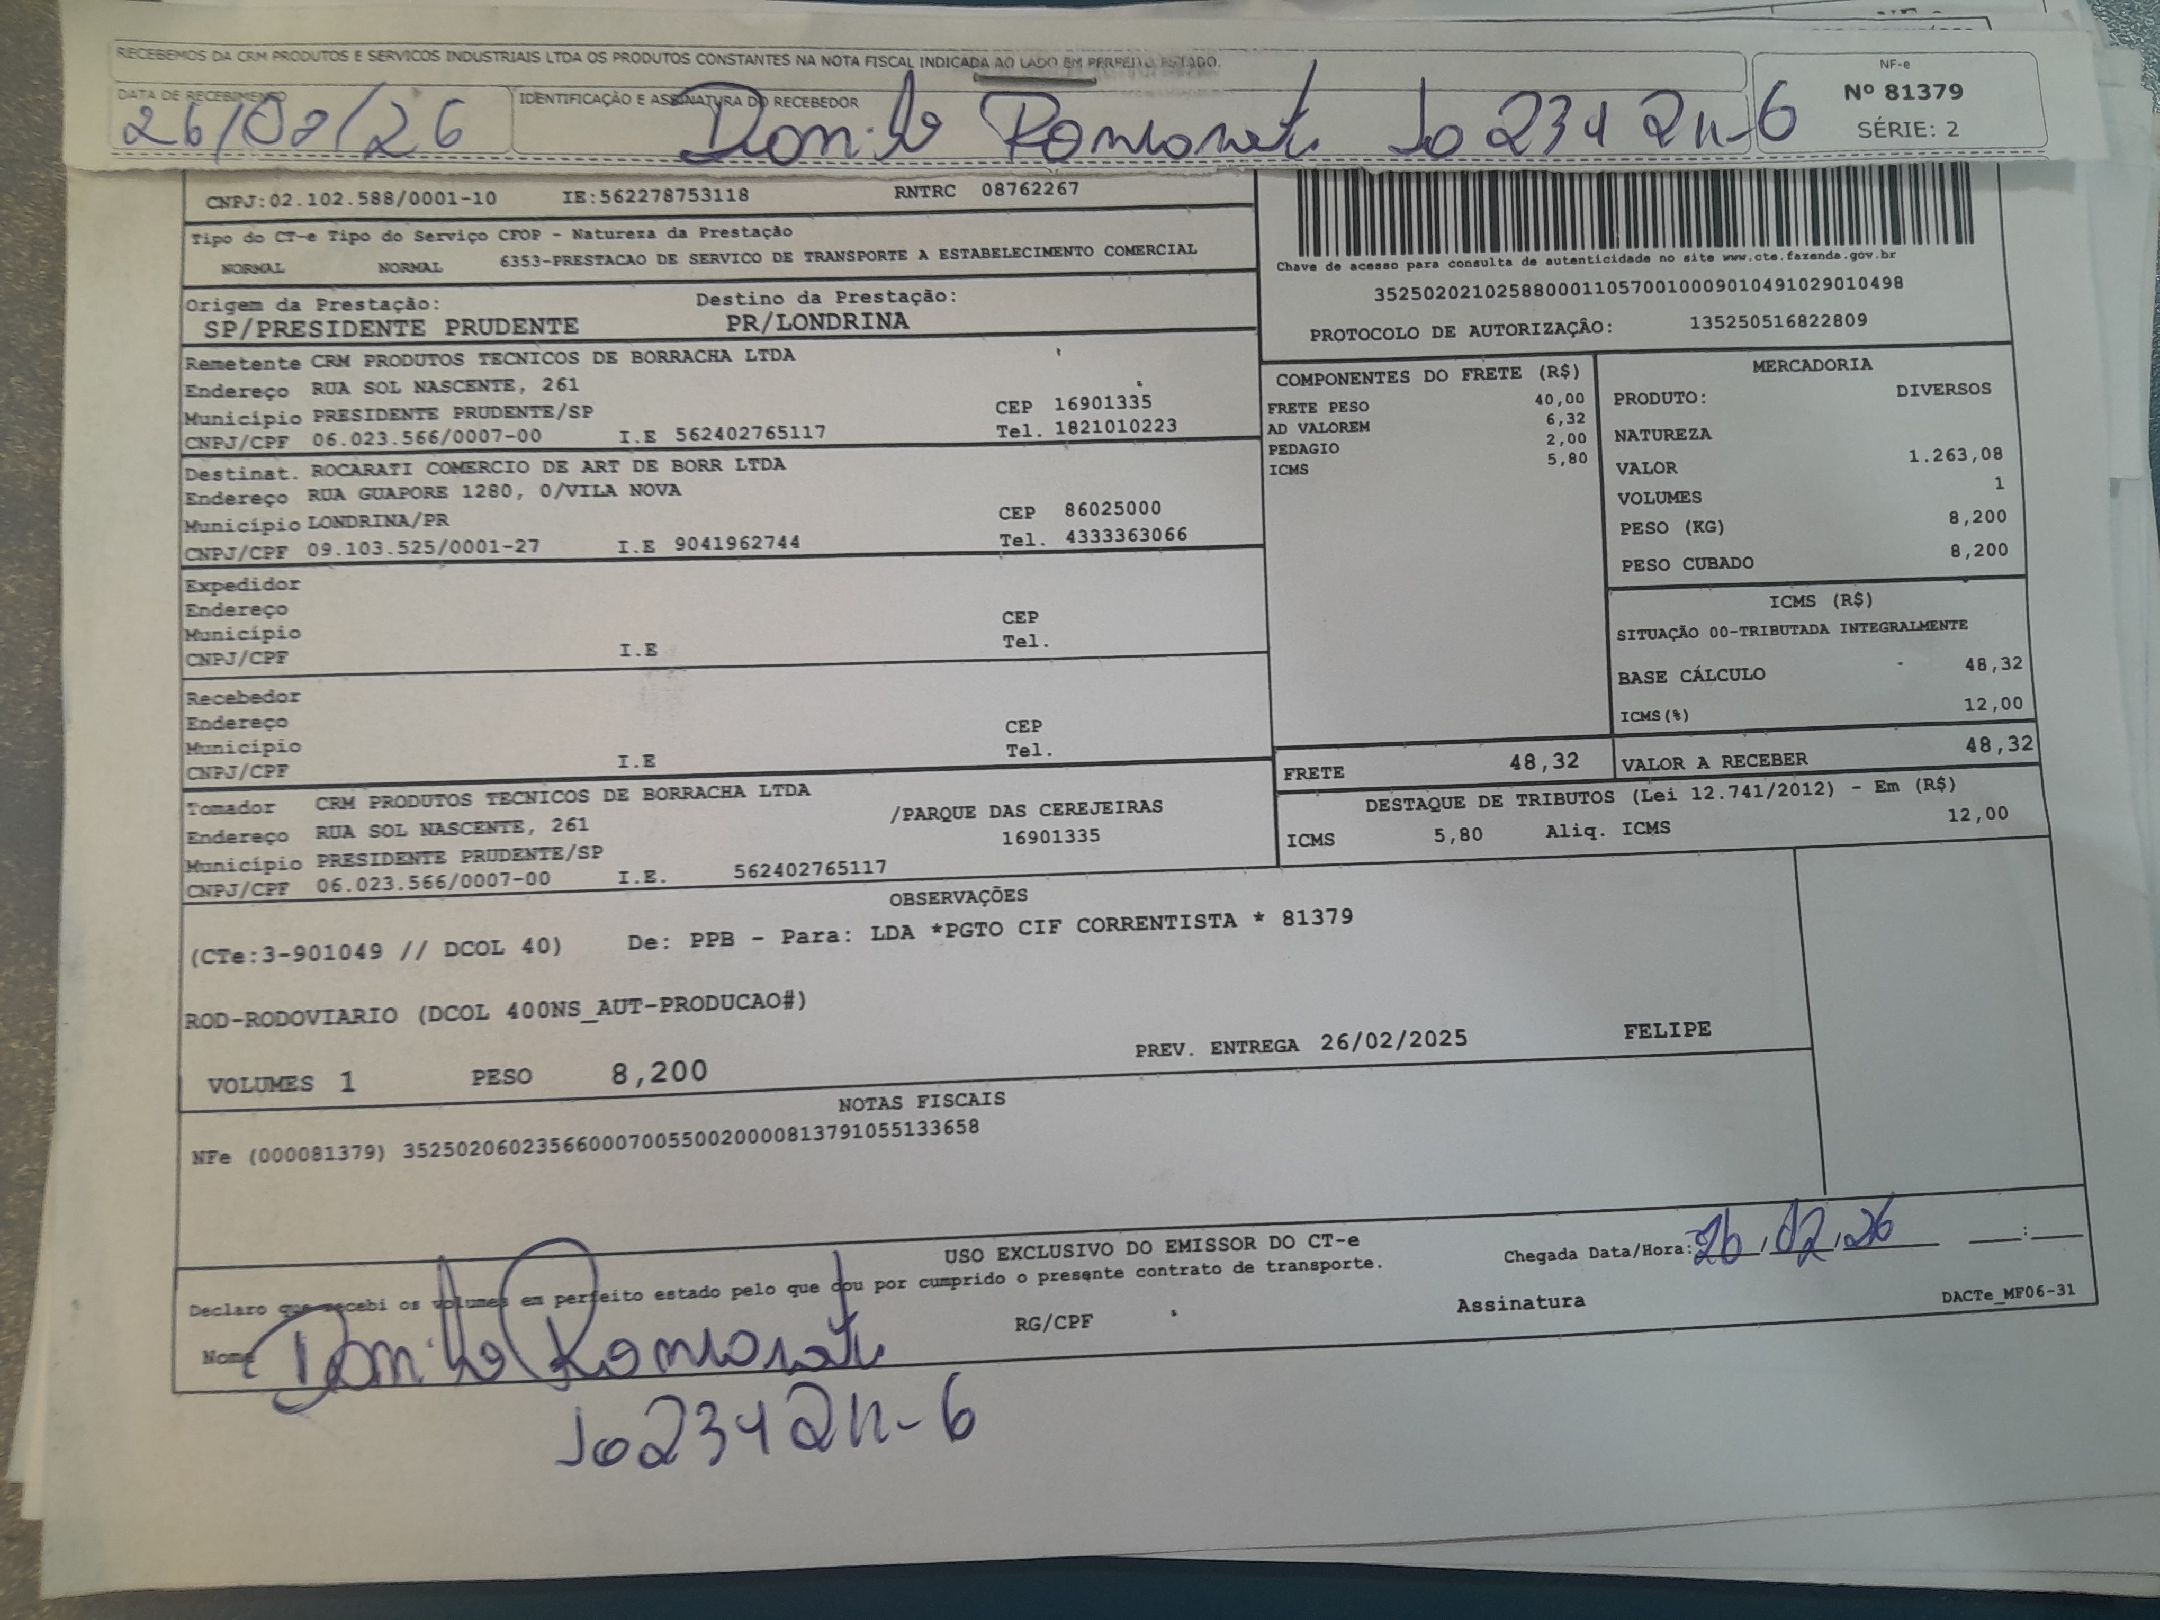 RECEBEMOS DA CRM PRODUTOS E SERVICOS INDUSTRIAIS LTDA OS PRODUTOS CONSTANTES NA NOTA FISCAL INDICADA AO LADO EM PERFEITO ESTADO.
NF-e
Nº 81379
SÉRIE: 2
DATA DE RECEBIMENTO
IDENTIFICAÇÃO E ASSINATURA DO RECEBEDOR
26/02/26
CNPJ:02.102.588/0001-10 IE:562278753118 RNTRC 08762267
Tipo do CT-e Tipo do Serviço CFOP - Natureza da Prestação
NORMAL NORMAL 6353-PRESTACAO DE SERVICO DE TRANSPORTE A ESTABELECIMENTO COMERCIAL
Chave de acesso para consulta de autenticidade no site www.cte.fazenda.gov.br
35250202102588000110570010009010491029010498
PROTOCOLO DE AUTORIZAÇÃO: 135250516822809
Origem da Prestação: Destino da Prestação:
SP/PRESIDENTE PRUDENTE PR/LONDRINA
Remetente CRM PRODUTOS TECNICOS DE BORRACHA LTDA
Endereço RUA SOL NASCENTE, 261
Município PRESIDENTE PRUDENTE/SP CEP 16901335
CNPJ/CPF 06.023.566/0007-00 I.E 562402765117 Tel. 1821010223
Destinat. ROCARATI COMERCIO DE ART DE BORR LTDA
Endereço RUA GUAPORE 1280, 0/VILA NOVA
Município LONDRINA/PR CEP 86025000
CNPJ/CPF 09.103.525/0001-27 I.E 9041962744 Tel. 4333363066
Expedidor
Endereço
Município CEP
CNPJ/CPF I.E Tel.
Recebedor
Endereço
Município CEP
CNPJ/CPF I.E Tel.
Tomador CRM PRODUTOS TECNICOS DE BORRACHA LTDA
Endereço RUA SOL NASCENTE, 261 /PARQUE DAS CEREJEIRAS
Município PRESIDENTE PRUDENTE/SP 16901335
CNPJ/CPF 06.023.566/0007-00 I.E. 562402765117
COMPONENTES DO FRETE (R$)
FRETE PESO 40,00
AD VALOREM 6,32
PEDAGIO 2,00
ICMS 5,80
MERCADORIA
PRODUTO: DIVERSOS
NATUREZA
VALOR 1.263,08
VOLUMES 1
PESO (KG) 8,200
PESO CUBADO 8,200
ICMS (R$)
SITUAÇÃO 00-TRIBUTADA INTEGRALMENTE
BASE CÁLCULO 48,32
ICMS(%) 12,00
FRETE 48,32 VALOR A RECEBER 48,32
DESTAQUE DE TRIBUTOS (Lei 12.741/2012) - Em (R$)
ICMS 5,80 Aliq. ICMS 12,00
OBSERVAÇÕES
(CTe:3-901049 // DCOL 40) De: PPB - Para: LDA *PGTO CIF CORRENTISTA * 81379
ROD-RODOVIARIO (DCOL 400NS_AUT-PRODUCAO#)
VOLUMES 1 PESO 8,200 PREV. ENTREGA 26/02/2025 FELIPE
NOTAS FISCAIS
NFe (000081379) 35250206023566000700550020000813791055133658
USO EXCLUSIVO DO EMISSOR DO CT-e
Chegada Data/Hora: 26/02/26 ___:___
Declaro que recebi os volumes em perfeito estado pelo que dou por cumprido o presente contrato de transporte.
Nome RG/CPF Assinatura
DACTe_MF06-31